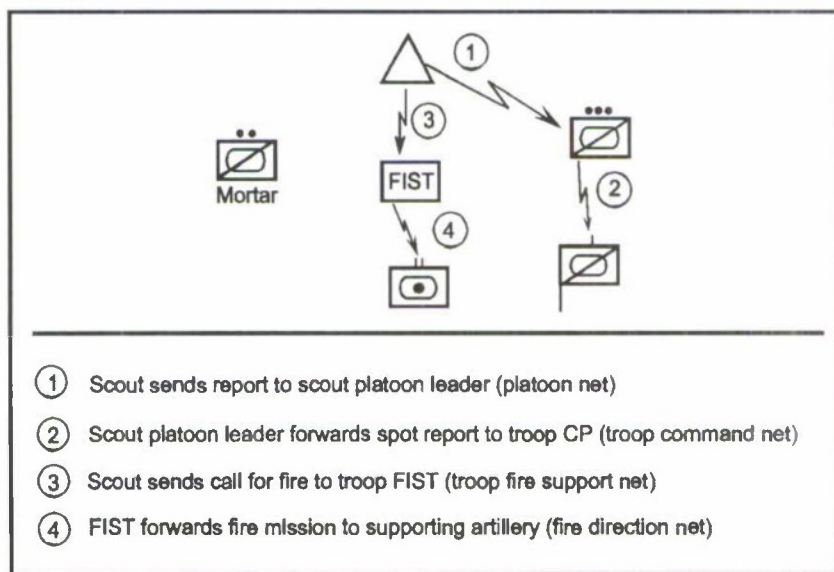 1
3
FIST
Mortar
2
4
1 Scout sends report to scout platoon leader (platoon net)
2 Scout platoon leader forwards spot report to troop CP (troop command net)
3 Scout sends call for fire to troop FIST (troop fire support net)
4 FIST forwards fire mission to supporting artillery (fire direction net)